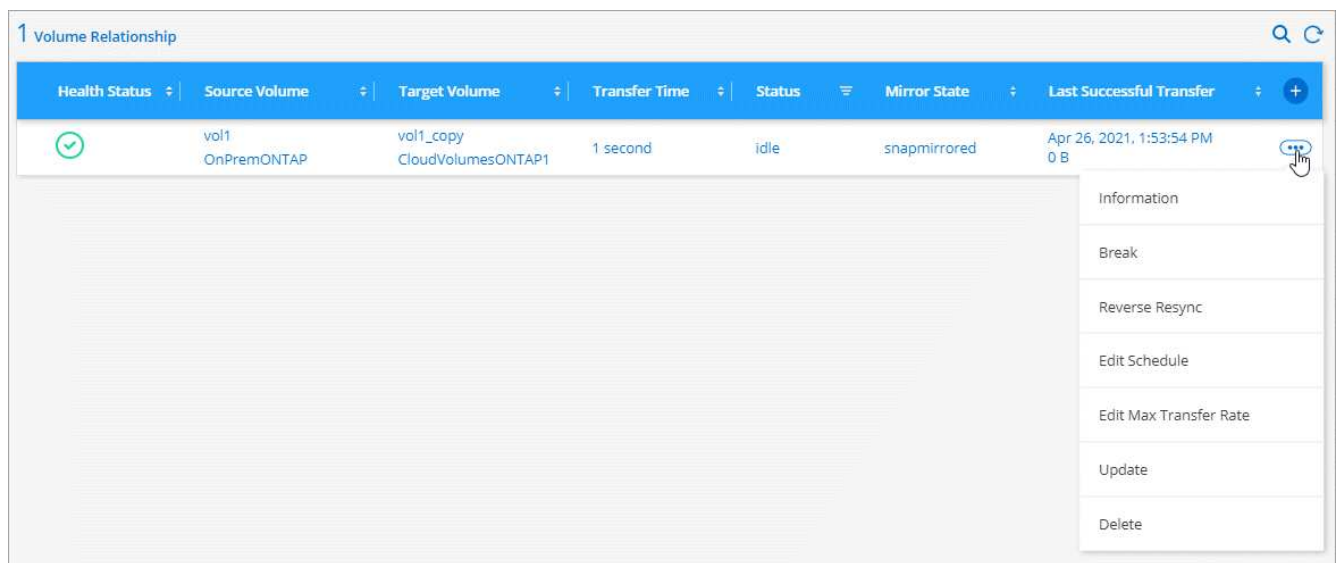 1 Volume Relationship
Health Status Source Volume Target Volume Transfer Time Status Mirror State Last Successful Transfer
vol1 vol1_copy 1 second idle snapmirrored Apr 26, 2021, 1:53:54 PM
OnPremONTAP CloudVolumesONTAP1 0 B
Information
Break
Reverse Resync
Edit Schedule
Edit Max Transfer Rate
Update
Delete